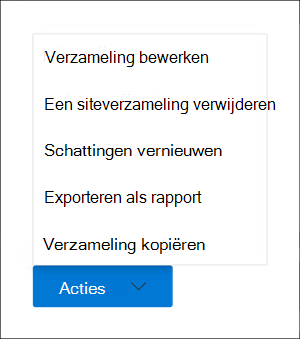 Verzameling bewerken
Een siteverzameling verwijderen
Schattingen vernieuwen
Exporteren als rapport
Verzameling kopiëren
Acties